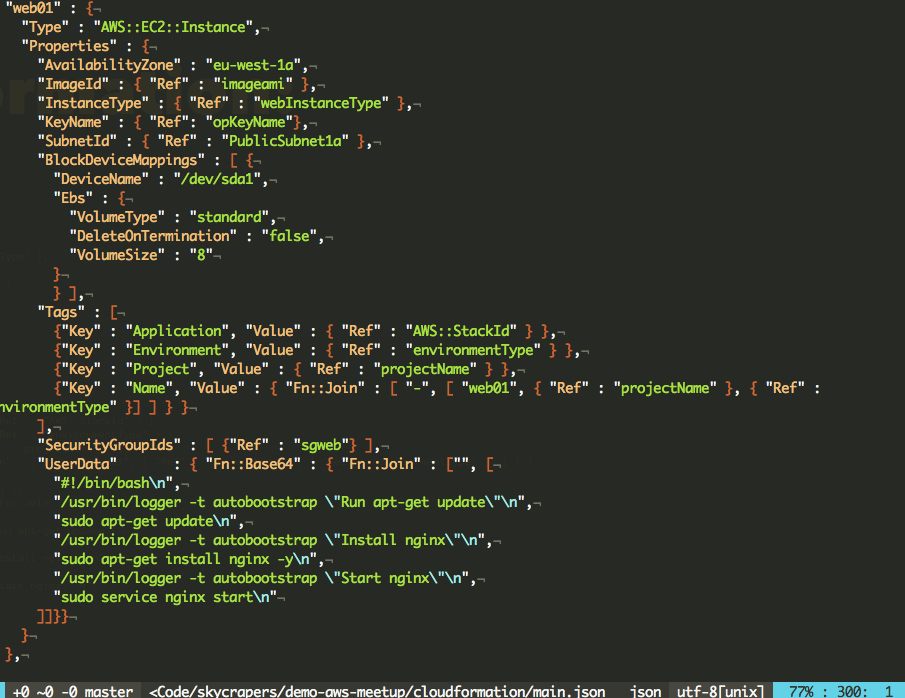 "web01" : {¬
"Type" : "AWS::EC2::Instance",¬
"Properties" : {¬
"AvailabilityZone" : "eu-west-1a",¬
"ImageId" : { "Ref" : "imageami" },¬
"InstanceType" : { "Ref" : "webInstanceType" },¬
"KeyName" : { "Ref": "opKeyName"},¬
"SubnetId" : { "Ref" : "PublicSubnet1a" },¬
"BlockDeviceMappings" : [ {¬
"DeviceName" : "/dev/sda1",¬
"Ebs" : {¬
"VolumeType" : "standard",¬
"DeleteOnTermination" : "false",¬
"VolumeSize" : "8"¬
}¬
} ],¬
"Tags" : [¬
{"Key" : "Application", "Value" : { "Ref" : "AWS::StackId" } },¬
{"Key" : "Environment", "Value" : { "Ref" : "environmentType" } },¬
{"Key" : "Project", "Value" : { "Ref" : "projectName" } },¬
{"Key" : "Name", "Value" : { "Fn::Join" : [ "-", [ "web01", { "Ref" : "projectName" }, { "Ref" :
nvironmentType" }] ] } }¬
],¬
"SecurityGroupIds" : [ {"Ref" : "sgweb"} ],¬
"UserData" : { "Fn::Base64" : { "Fn::Join" : ["", [¬
"#!/bin/bash\n",¬
"/usr/bin/logger -t autobootstrap \"Run apt-get update\"\n",¬
"sudo apt-get update\n",¬
"/usr/bin/logger -t autobootstrap \"Install nginx\"\n",¬
"sudo apt-get install nginx -y\n",¬
"/usr/bin/logger -t autobootstrap \"Start nginx\"\n",¬
"sudo service nginx start\n"¬
]]}}¬
}¬
},¬
+0 ~0 -0 master <Code/skycrapers/demo-aws-meetup/cloudformation/main.json json utf-8[unix] 77% : 300: 1